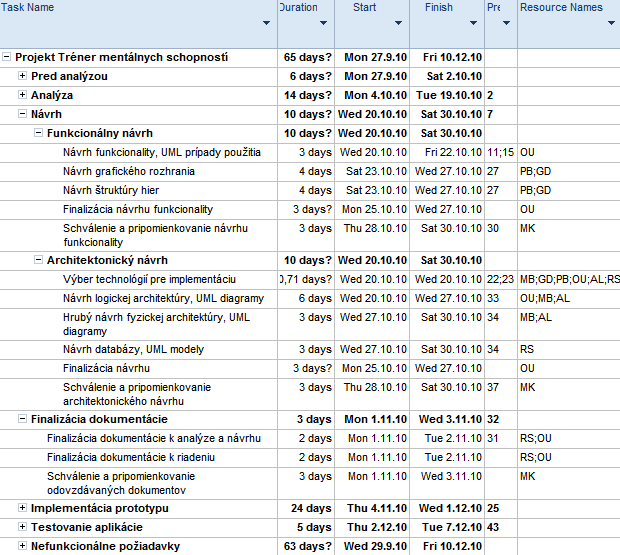 Task Name Duration Start Finish Pre Resource Names
Projekt Tréner mentálnych schopností 65 days? Mon 27.9.10 Fri 10.12.10
Pred analýzou 6 days? Mon 27.9.10 Sat 2.10.10
Analýza 14 days? Mon 4.10.10 Tue 19.10.10 2
Návrh 10 days? Wed 20.10.10 Sat 30.10.10 7
Funkcionálny návrh 10 days? Wed 20.10.10 Sat 30.10.10
Návrh funkcionality, UML prípady použitia 3 days Wed 20.10.10 Fri 22.10.10 11;15 OU
Návrh grafického rozhrania 4 days Sat 23.10.10 Wed 27.10.10 27 PB;GD
Návrh štruktúry hier 4 days Sat 23.10.10 Wed 27.10.10 27 PB;GD
Finalizácia návrhu funkcionality 3 days? Mon 25.10.10 Wed 27.10.10 OU
Schválenie a pripomienkovanie návrhu 3 days Thu 28.10.10 Sat 30.10.10 30 MK
funkcionality
Architektonický návrh 10 days? Wed 20.10.10 Sat 30.10.10
Výber technológií pre implementáciu 0,71 days? Wed 20.10.10 Wed 20.10.10 22;23 MB;GD;PB;OU;AL;RS
Návrh logickej architektúry, UML diagramy 6 days Wed 20.10.10 Wed 27.10.10 33 OU;MB;AL
Hrubý návrh fyzickej architektúry, UML 3 days Wed 27.10.10 Sat 30.10.10 34 MB;AL
diagramy
Návrh databázy, UML modely 3 days Wed 27.10.10 Sat 30.10.10 34 RS
Finalizácia návrhu 3 days? Mon 25.10.10 Wed 27.10.10 OU
Schválenie a pripomienkovanie 3 days Thu 28.10.10 Sat 30.10.10 37 MK
architektonického návrhu
Finalizácia dokumentácie 3 days Mon 1.11.10 Wed 3.11.10 32
Finalizácia dokumentácie k analýze a návrhu 2 days Mon 1.11.10 Tue 2.11.10 31 RS;OU
Finalizácia dokumentácie k riadeniu 2 days Mon 1.11.10 Tue 2.11.10 RS;OU
Schválenie a pripomienkovanie 3 days Mon 1.11.10 Wed 3.11.10 MK
odovzdávaných dokumentov
Implementácia prototypu 24 days Thu 4.11.10 Wed 1.12.10 25
Testovanie aplikácie 5 days Thu 2.12.10 Tue 7.12.10 43
Nefunkcionálne požiadavky 63 days? Wed 29.9.10 Fri 10.12.10